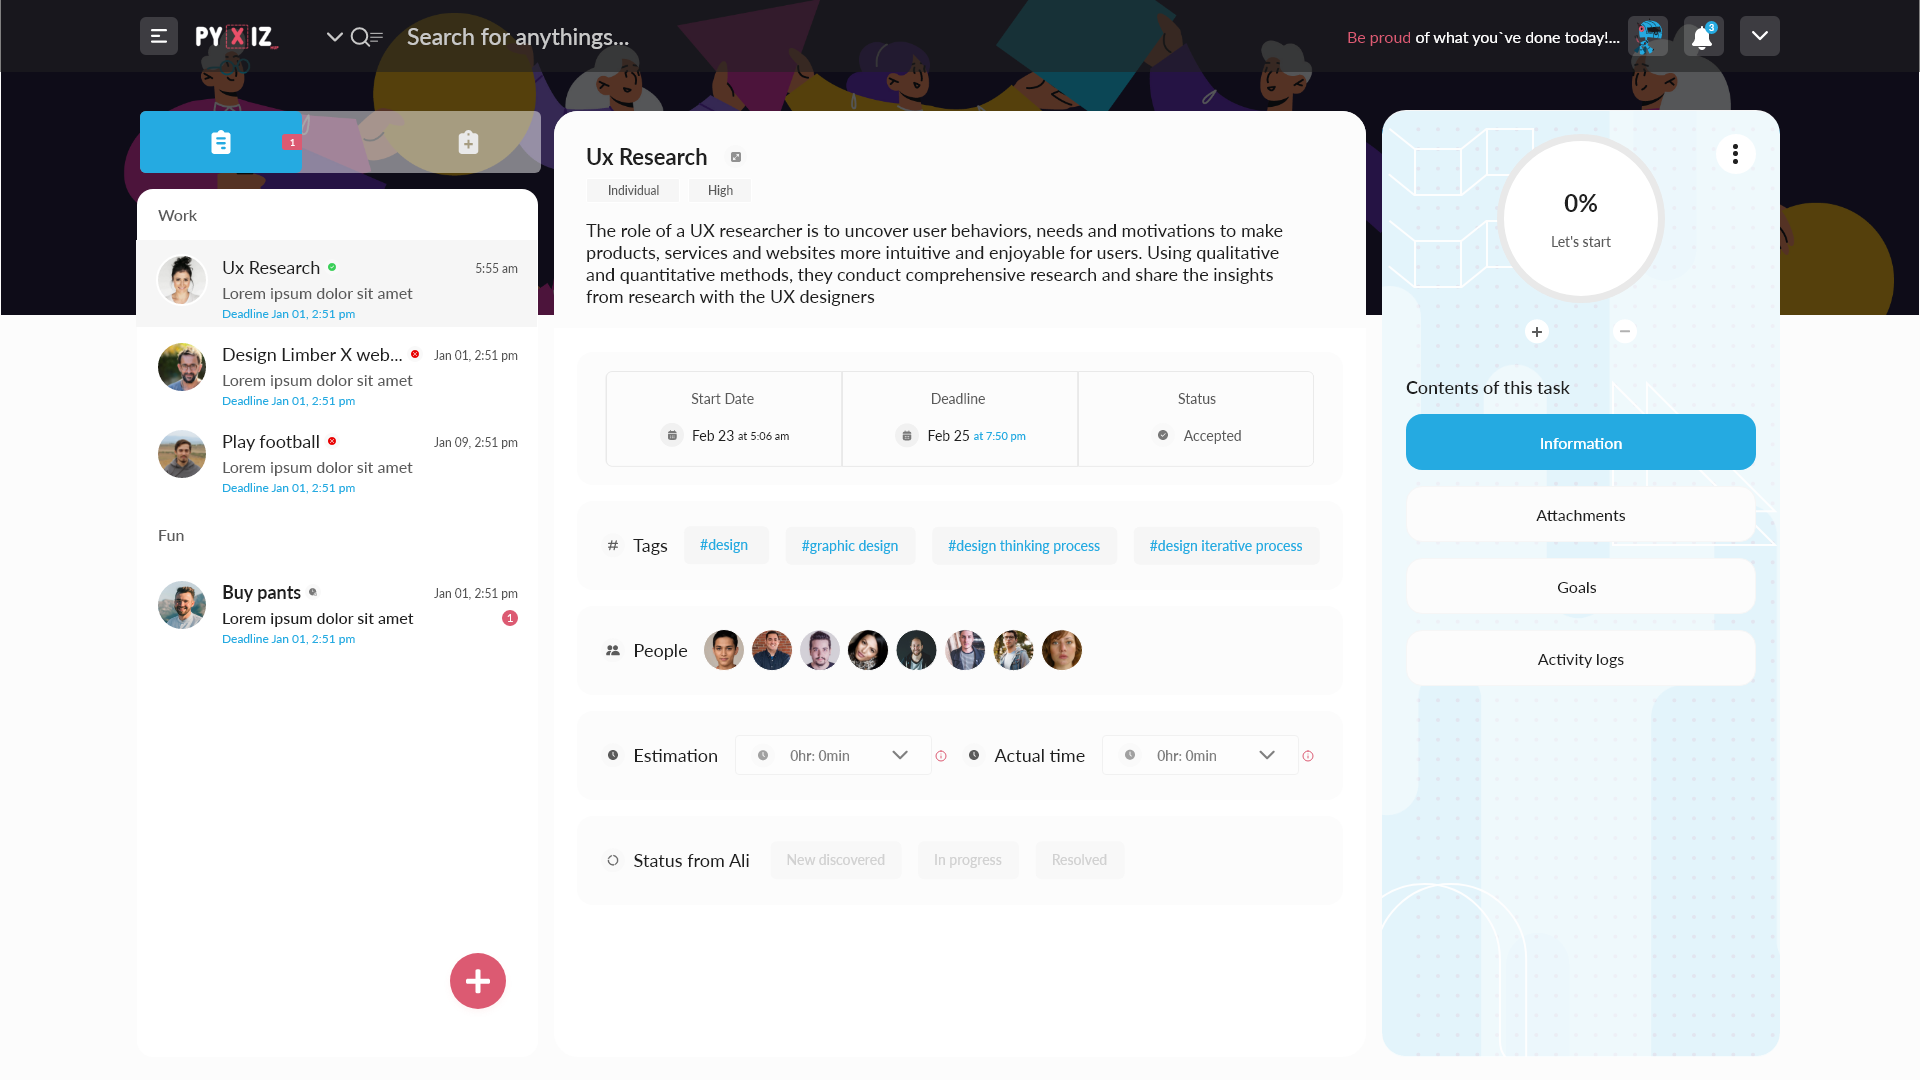 PYXIZ
Search for anythings...
Be proud of what you`ve done today!...
3
1
Work
Ux Research
5:55 am
Lorem ipsum dolor sit amet
Deadline Jan 01, 2:51 pm
Design Limber X web...
Jan 01, 2:51 pm
Lorem ipsum dolor sit amet
Deadline Jan 01, 2:51 pm
Play football
Jan 09, 2:51 pm
Lorem ipsum dolor sit amet
Deadline Jan 01, 2:51 pm
Fun
Buy pants
Jan 01, 2:51 pm
Lorem ipsum dolor sit amet
1
Deadline Jan 01, 2:51 pm
Ux Research
Individual
High
The role of a UX researcher is to uncover user behaviors, needs and motivations to make
products, services and websites more intuitive and enjoyable for users. Using qualitative
and quantitative methods, they conduct comprehensive research and share the insights
from research with the UX designers
Start Date
Feb 23 at 5:06 am
Deadline
Feb 25 at 7:50 pm
Status
Accepted
# Tags
#design
#graphic design
#design thinking process
#design iterative process
People
Estimation
0hr: 0min
Actual time
0hr: 0min
Status from Ali
New discovered
In progress
Resolved
0%
Let's start
Contents of this task
Information
Attachments
Goals
Activity logs